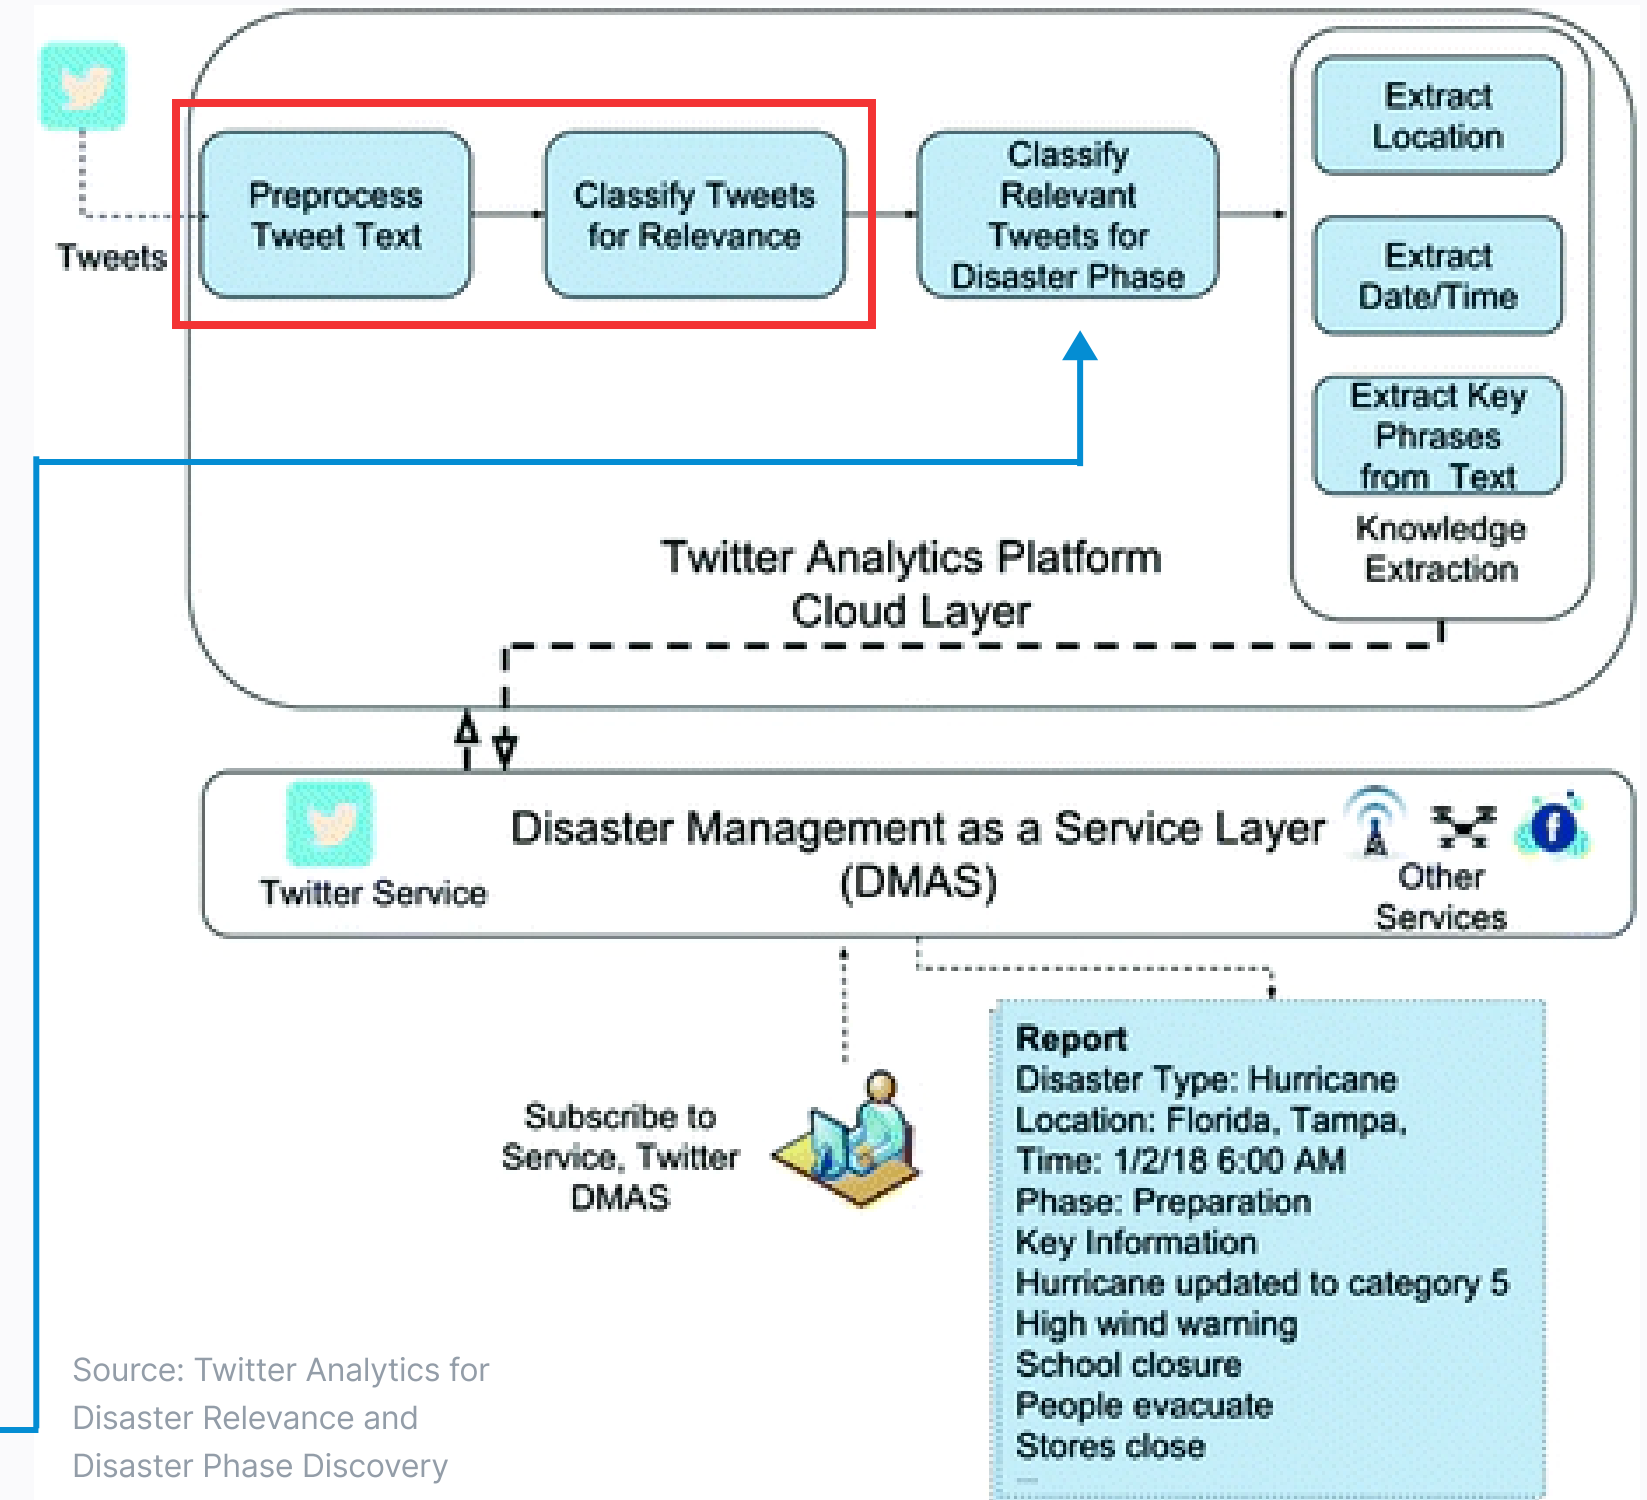 Tweets
Preprocess
Tweet Text
Classify Tweets
for Relevance
Classify
Relevant
Tweets for
Disaster Phase
Extract
Location
Extract
Date/Time
Extract Key
Phrases
from Text
Knowledge
Extraction
Twitter Analytics Platform
Cloud Layer
Twitter Service
Disaster Management as a Service Layer
(DMAS)
f
Other
Services
Subscribe to
Service, Twitter
DMAS
Report
Disaster Type: Hurricane
Location: Florida, Tampa,
Time: 1/2/18 6:00 AM
Phase: Preparation
Key Information
Hurricane updated to category 5
High wind warning
School closure
People evacuate
Stores close
Source: Twitter Analytics for
Disaster Relevance and
Disaster Phase Discovery